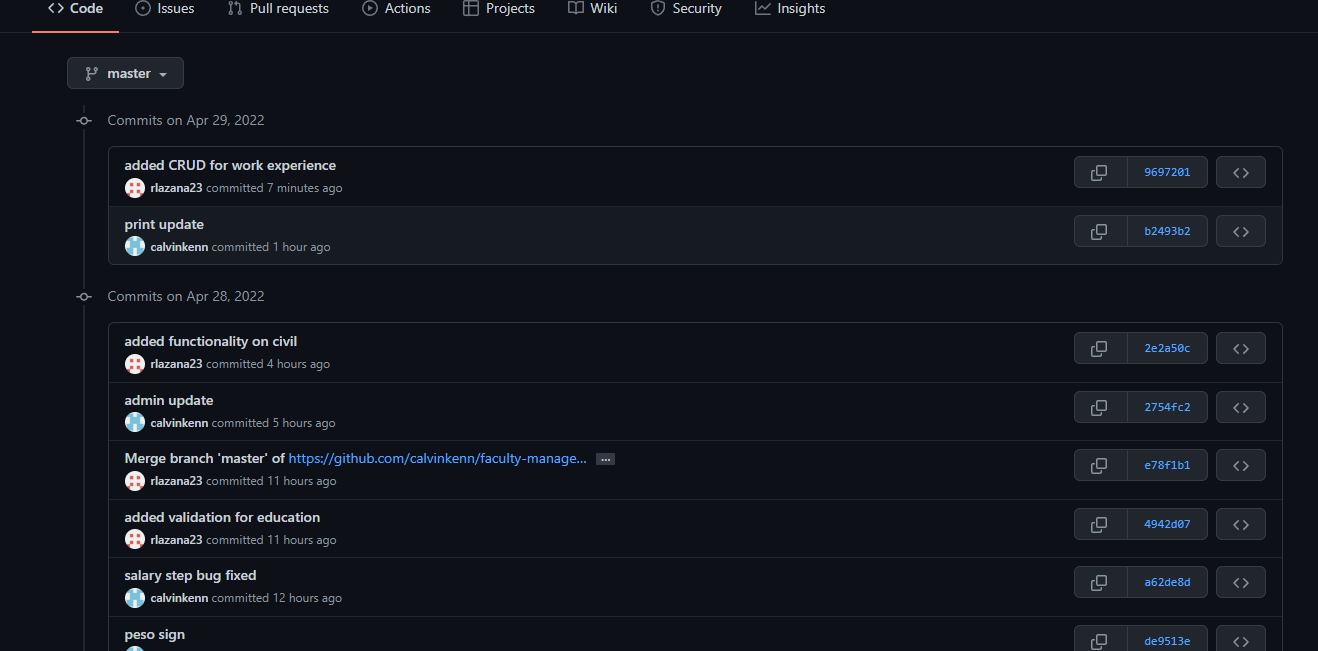 Code Issues Pull requests Actions Projects Wiki Security Insights
master
Commits on Apr 29, 2022
added CRUD for work experience
rlazana23 committed 7 minutes ago
9697201
print update
calvinkenn committed 1 hour ago
b2493b2
Commits on Apr 28, 2022
added functionality on civil
rlazana23 committed 4 hours ago
2e2a50c
admin update
calvinkenn committed 5 hours ago
2754fc2
Merge branch 'master' of https://github.com/calvinkenn/faculty-manage... ...
rlazana23 committed 11 hours ago
e78f1b1
added validation for education
rlazana23 committed 11 hours ago
4942d07
salary step bug fixed
calvinkenn committed 12 hours ago
a62de8d
peso sign
de9513e